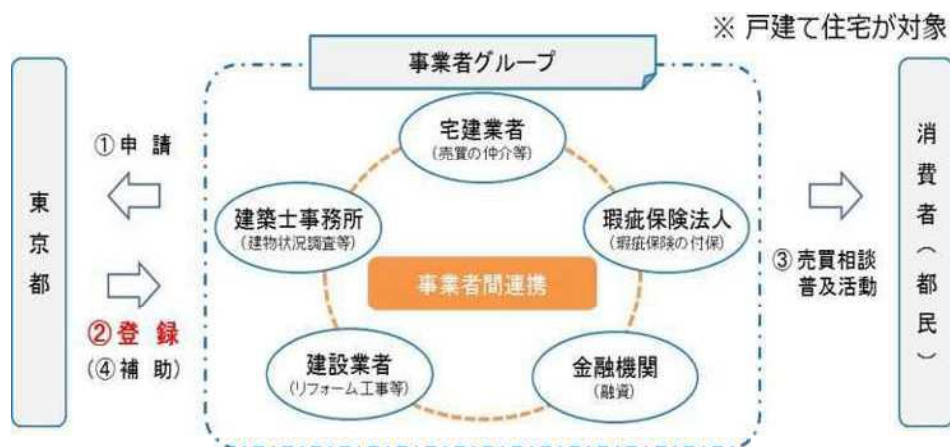 ※ 戸建て住宅が対象
事業者グループ
東京都
①申 請
②登 録
(④補 助)
宅建業者
(売買の仲介等)
建築士事務所
(建物状況調査等)
瑕疵保険法人
(瑕疵保険の付保)
事業者間連携
建設業者
(リフォーム工事等)
金融機関
(融資)
③売買相談
普及活動
消費者(都民)